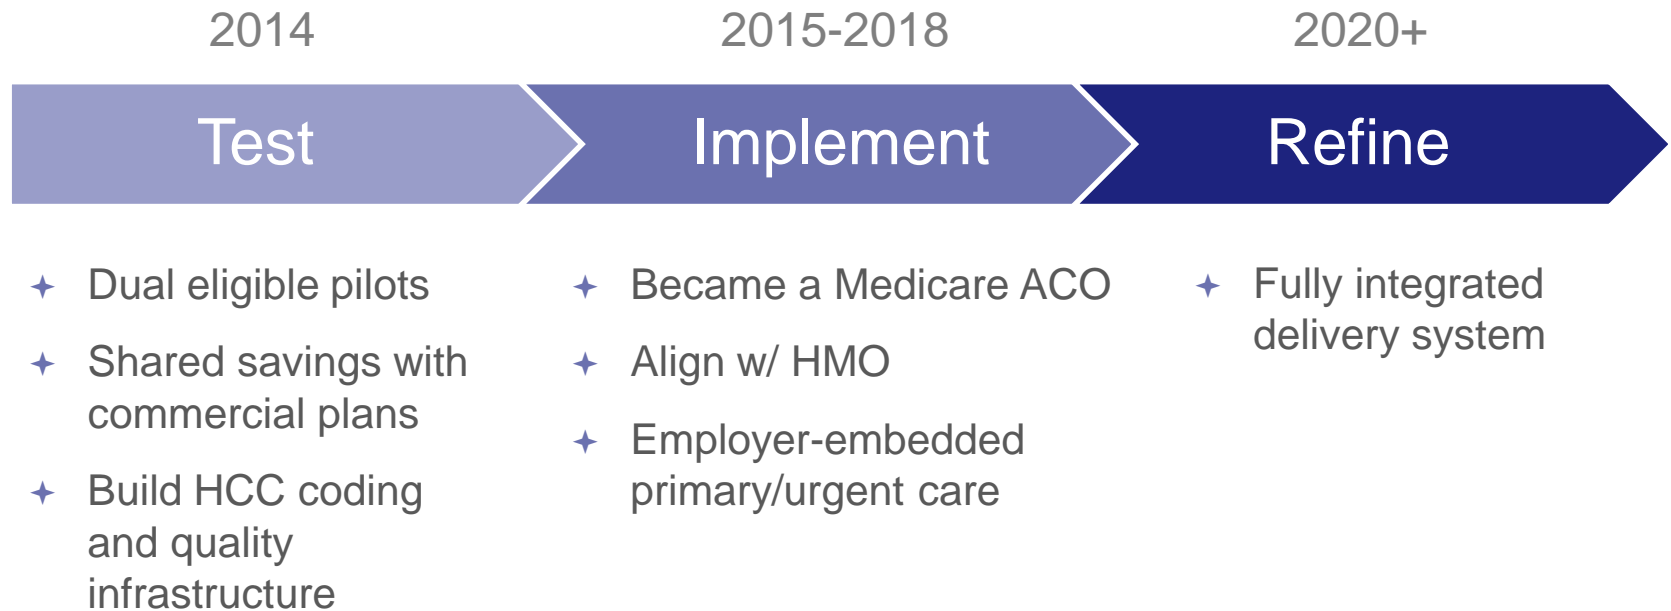 2014
2015-2018
2020+
Test
Implement
Refine
Dual eligible pilots
Shared savings with
commercial plans
Build HCC coding
and quality
infrastructure
Became a Medicare ACO
Align w/ HMO
Employer-embedded
primary/urgent care
Fully integrated
delivery system